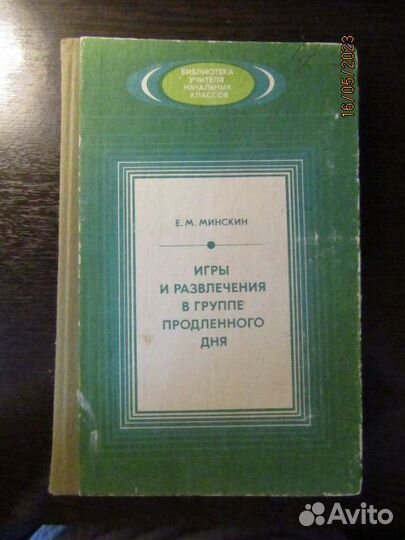 БИБЛИОТЕКА
УЧИТЕЛЯ
НАЧАЛЬНЫХ
КЛАССОВ
16/05/2023
Е. М. МИНСКИН
ИГРЫ
И РАЗВЛЕЧЕНИЯ
В ГРУППЕ
ПРОДЛЕННОГО
ДНЯ
Avito